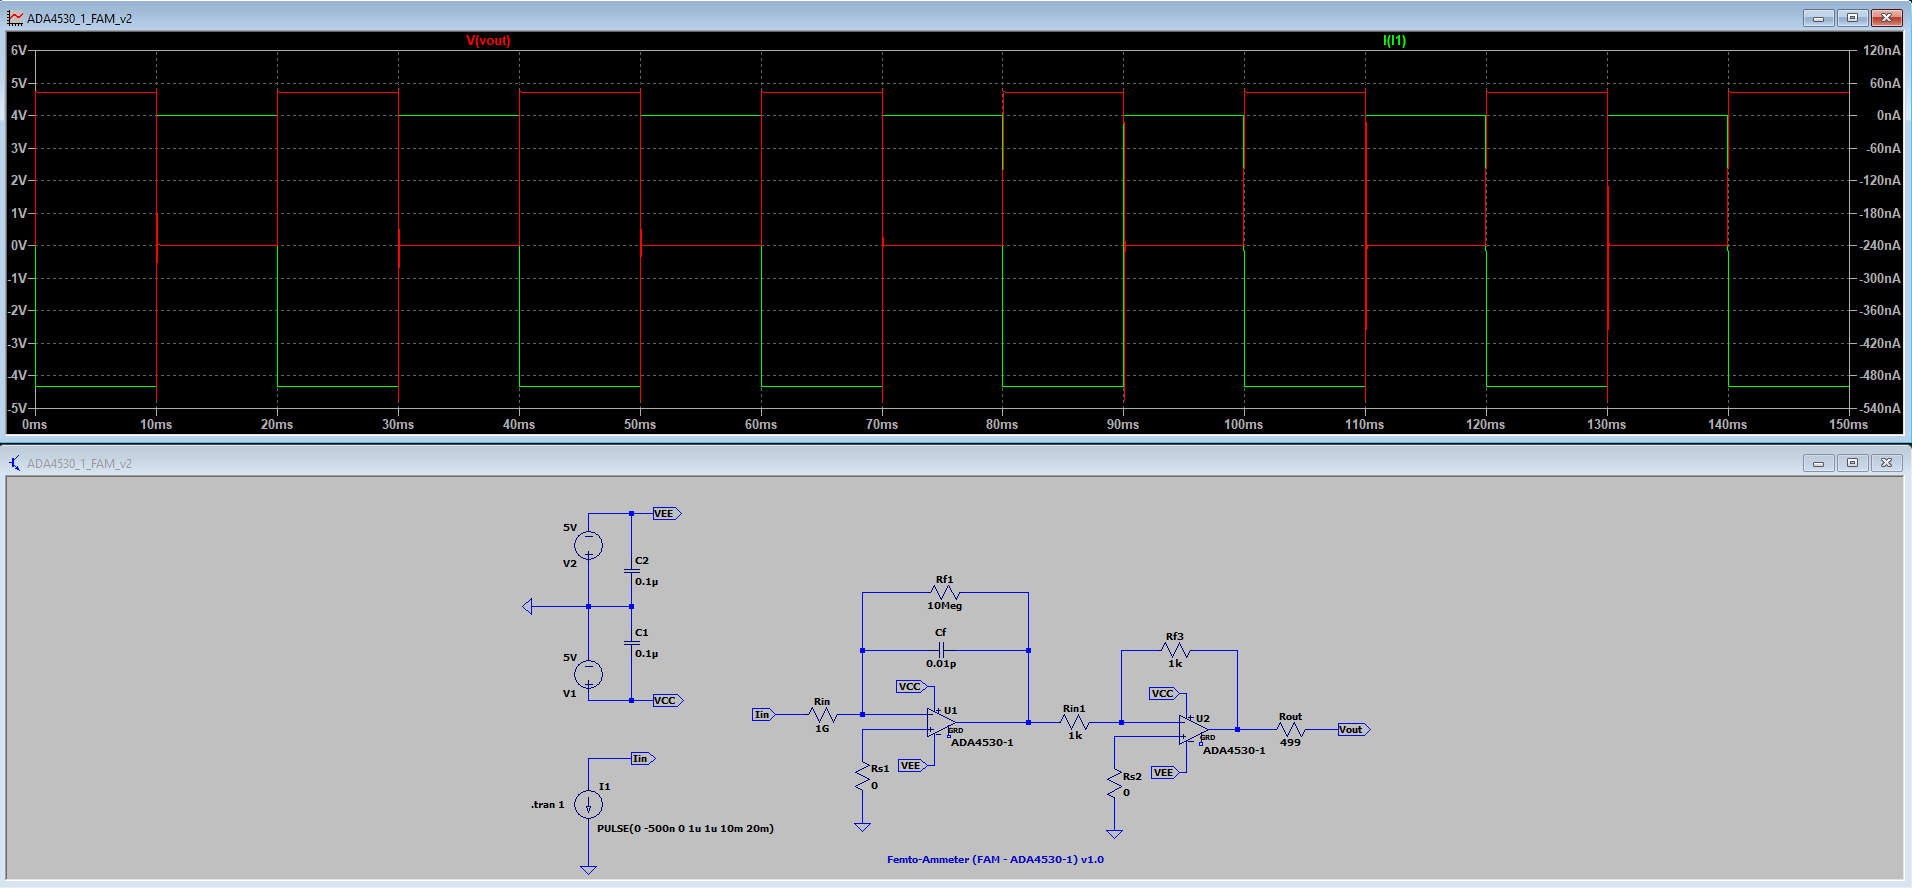 ADA4530_1_FAM_v2
V(vout) I(I1)
6V 120nA
5V 60nA
4V 0nA
3V -60nA
2V -120nA
1V -180nA
0V -240nA
-1V -300nA
-2V -360nA
-3V -420nA
-4V -480nA
-5V -540nA
0ms 10ms 20ms 30ms 40ms 50ms 60ms 70ms 80ms 90ms 100ms 110ms 120ms 130ms 140ms 150ms
ADA4530_1_FAM_v2
VEE
5V
V2
C2
0.1µ
C1
0.1µ
5V
V1
VCC
Iin
I1
.tran 1
PULSE(0 -500n 0 1u 1u 10m 20m)
Rf1
10Meg
Cf
0.01p
VCC
Iin
Rin
1G
U1
GRD
ADA4530-1
VEE
Rs1
0
Rin1
1k
Rf3
1k
VCC
U2
GRD
ADA4530-1
VEE
Rs2
0
Rout
499
Vout
Femto-Ammeter (FAM - ADA4530-1) v1.0